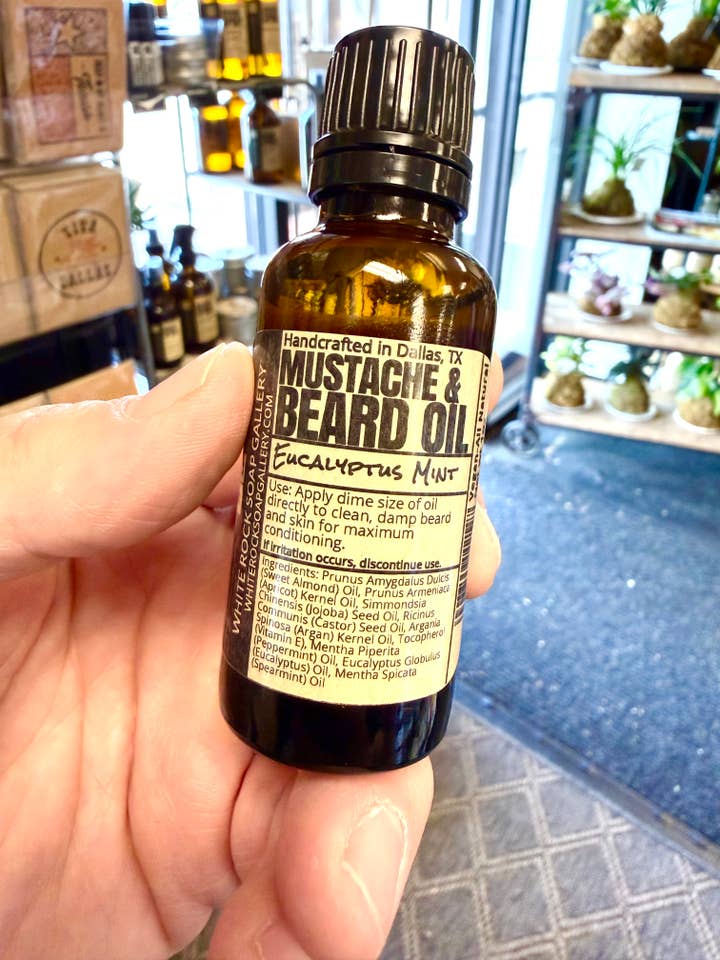 Handcrafted in Dallas, TX
MUSTACHE &
BEARD OIL
Eucalyptus Mint
Use: Apply dime size of oil
directly to clean, damp beard
and skin for maximum
conditioning.
If irritation occurs, discontinue use.
Ingredients: Prunus Amygdalus Dulcis
(Sweet Almond) Oil, Prunus Armeniaca
(Apricot) Kernel Oil, Simmondsia
Chinensis (Jojoba) Seed Oil, Ricinus
Communis (Castor) Seed Oil, Argania
Spinosa (Argan) Kernel Oil, Tocopherol
(Vitamin E), Mentha Piperita
(Peppermint) Oil, Eucalyptus Globulus
(Eucalyptus) Oil, Mentha Spicata
(Spearmint) Oil
WHITE ROCK SOAP GALLERY
WHITEROCKSOAPGALLERY.COM
All Natural
DALLAS